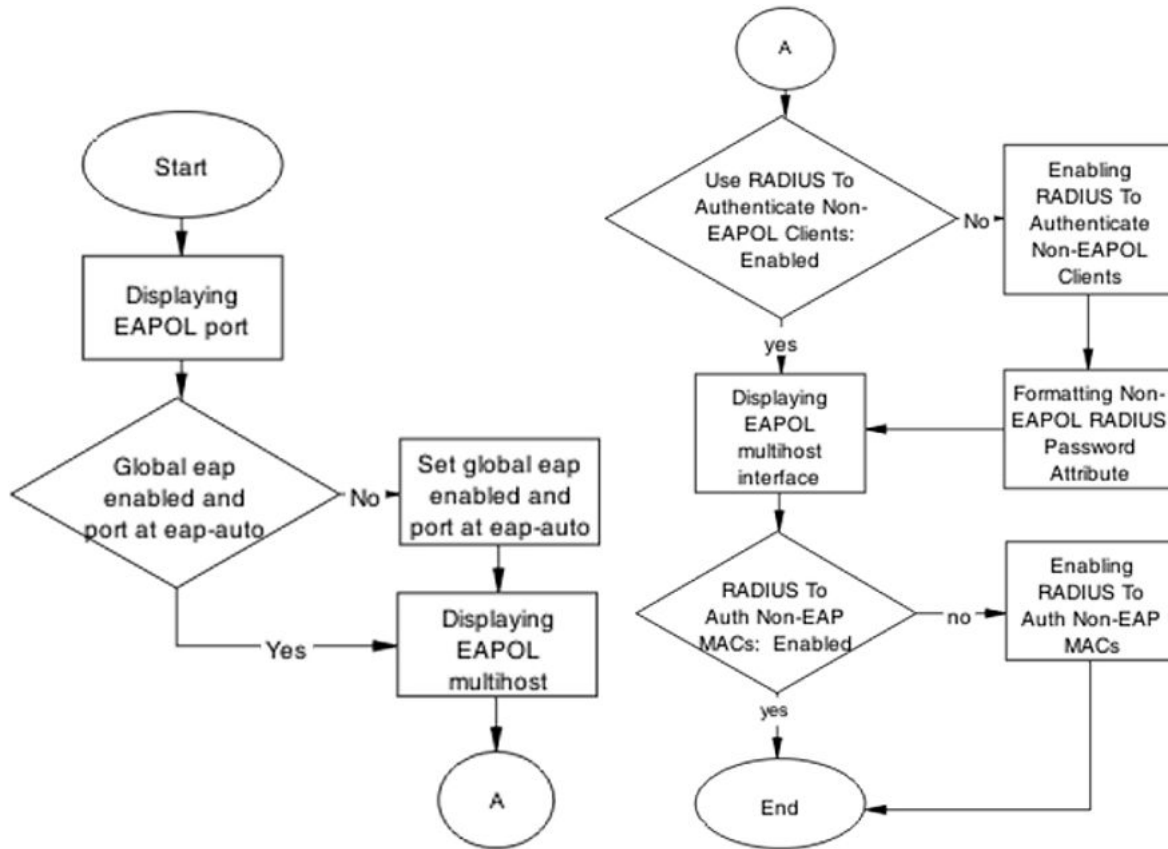 Start
Displaying
EAPOL port
Global eap
enabled and
port at eap-auto
No
Set global eap
enabled and
port at eap-auto
Yes
Displaying
EAPOL
multihost
A
A
Use RADIUS To
Authenticate Non-
EAPOL Clients:
Enabled
No
Enabling
RADIUS To
Authenticate
Non-EAPOL
Clients
yes
Formatting Non-
EAPOL RADIUS
Password
Attribute
Displaying
EAPOL
multihost
interface
RADIUS To
Auth Non-EAP
MACs: Enabled
no
Enabling
RADIUS To
Auth Non-EAP
MACs
yes
End